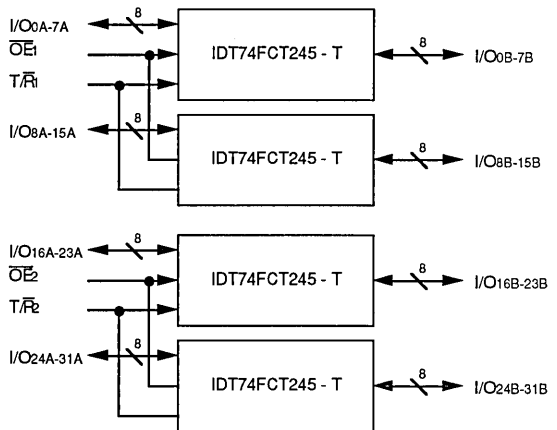 I/O0A-7A 8 IDT74FCT245 - T 8 I/O0B-7B
OE1
T/R1
I/O8A-15A 8 IDT74FCT245 - T 8 I/O8B-15B
I/O16A-23A 8 IDT74FCT245 - T 8 I/O16B-23B
OE2
T/R2
I/O24A-31A 8 IDT74FCT245 - T 8 I/O24B-31B